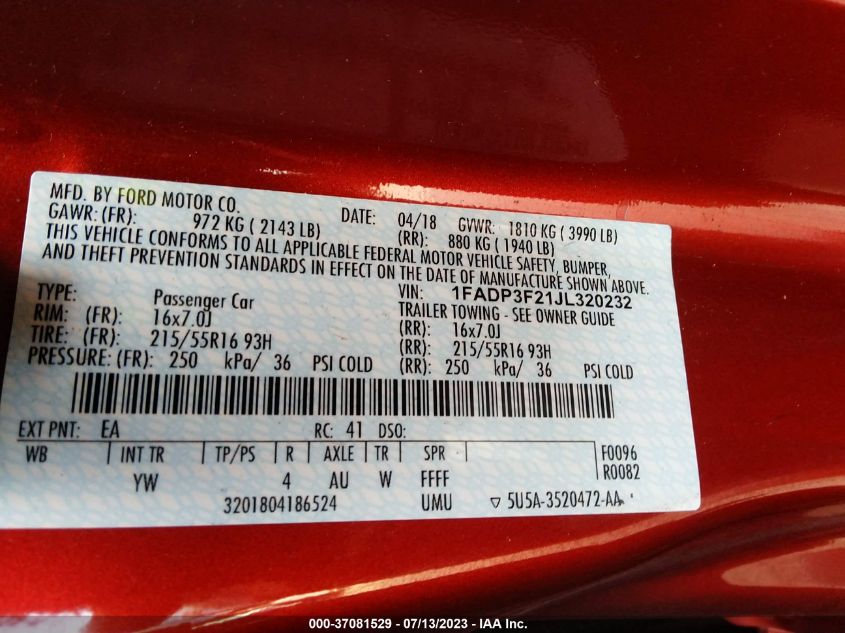 MFD. BY FORD MOTOR CO.
DATE: 04/18 GVWR: 1810 KG ( 3990 LB)
GAWR: (FR): 972 KG ( 2143 LB) (RR): 880 KG ( 1940 LB)
THIS VEHICLE CONFORMS TO ALL APPLICABLE FEDERAL MOTOR VEHICLE SAFETY, BUMPER,
AND THEFT PREVENTION STANDARDS IN EFFECT ON THE DATE OF MANUFACTURE SHOWN ABOVE.
VIN: 1FADP3F21JL320232
TYPE: Passenger Car TRAILER TOWING - SEE OWNER GUIDE
RIM: (FR): 16x7.0J (RR): 16x7.0J
TIRE: (FR): 215/55R16 93H (RR): 215/55R16 93H
PRESSURE: (FR): 250 kPa/ 36 PSI COLD (RR): 250 kPa/ 36 PSI COLD
EXT PNT: EA RC: 41 DSO:
WB INT TR TP/PS R AXLE TR SPR F0096
R0082
YW 4 AU W FFFF
3201804186524 UMU ▽ 5U5A-3520472-AA
000-37081529 - 07/13/2023 - IAA Inc.